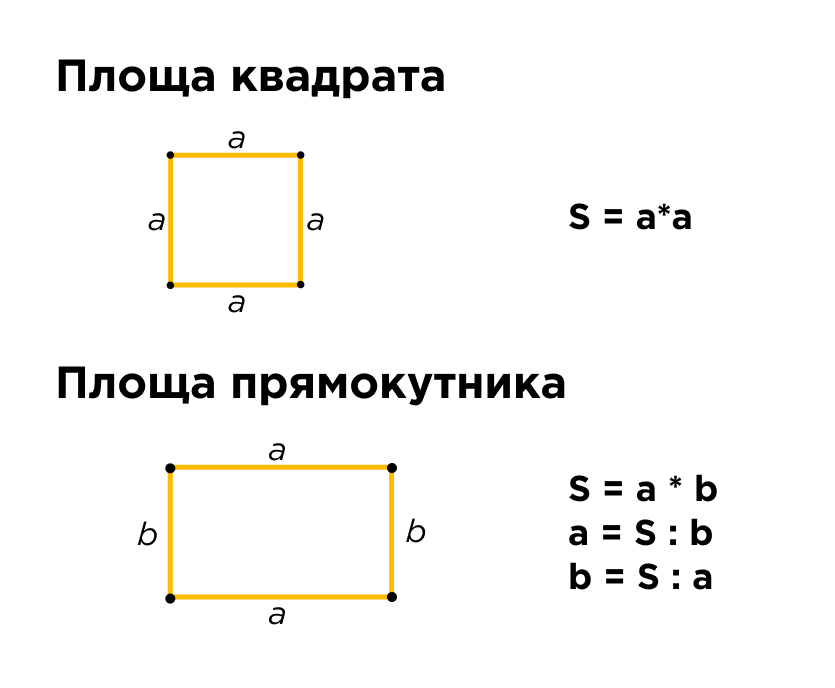 Площа квадрата
a
a
a
a
S = a*a
Площа прямокутника
a
b
b
a
S = a * b
a = S : b
b = S : a